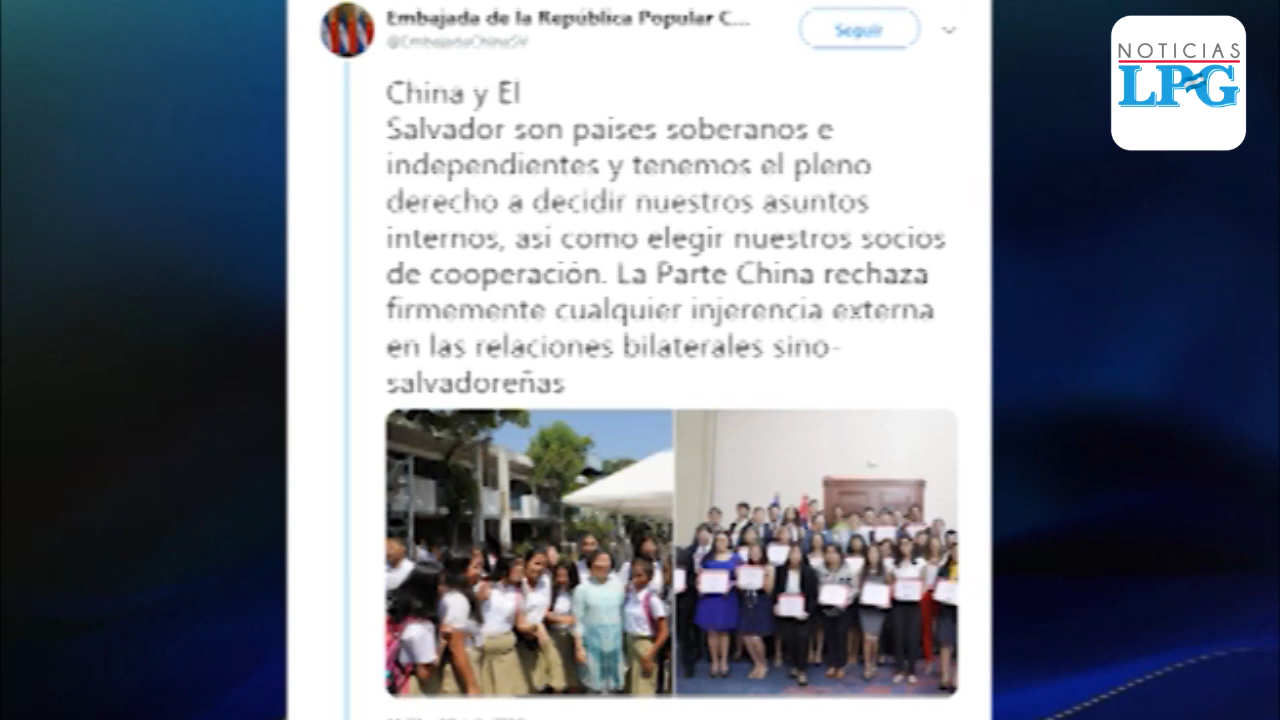 Embajada de la República Popular C...
@EmbajadaChinaSV
Seguir
NOTICIAS
LPG
China y El
Salvador son paises soberanos e
independientes y tenemos el pleno
derecho a decidir nuestros asuntos
internos, así como elegir nuestros socios
de cooperación. La Parte China rechaza
firmemente cualquier injerencia externa
en las relaciones bilaterales sino-
salvadoreñas